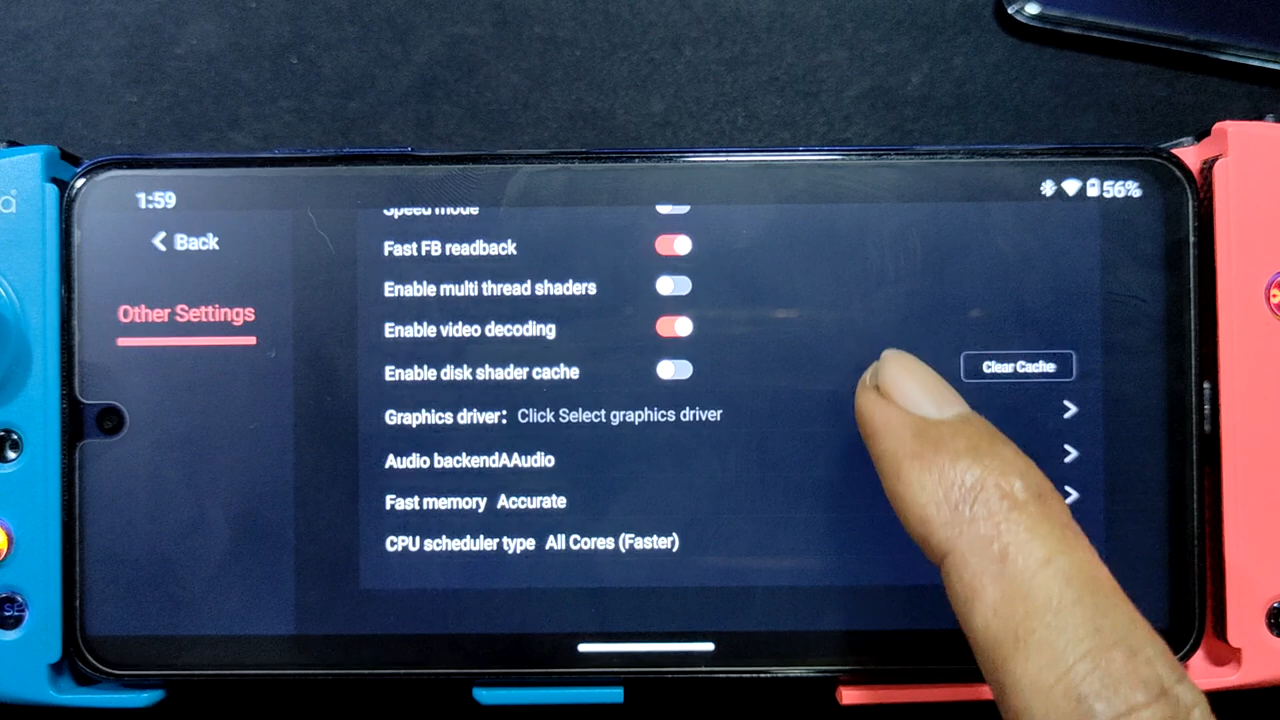 1:59
56%
Back
Other Settings
Speed mode
Fast FB readback
Enable multi thread shaders
Enable video decoding
Enable disk shader cache
Clear Cache
Graphics driver: Click Select graphics driver
Audio backendAAudio
Fast memory Accurate
CPU scheduler type All Cores (Faster)
a